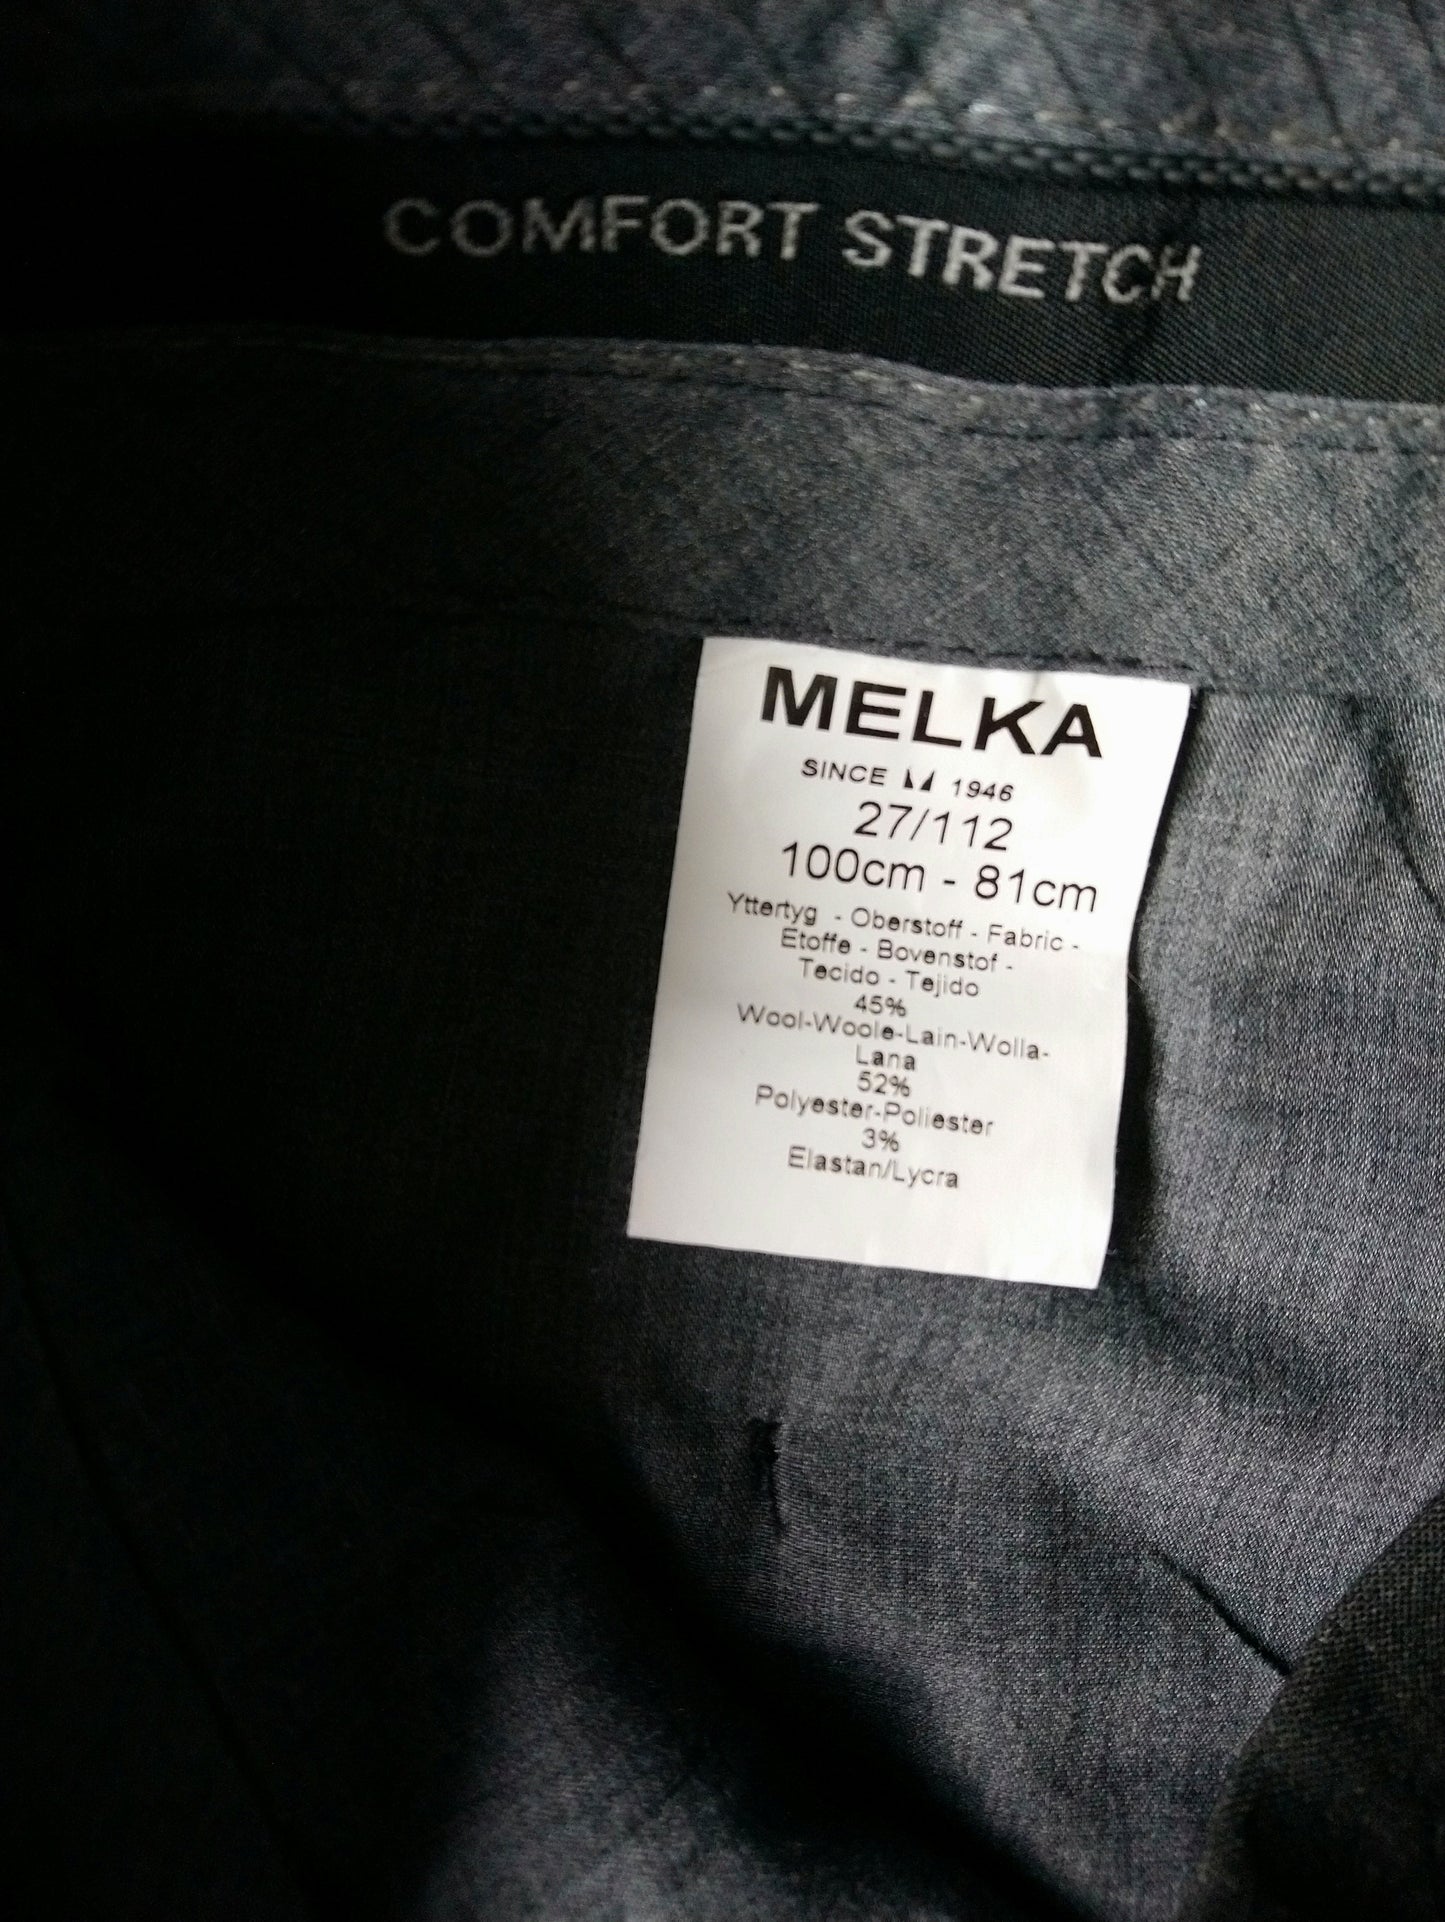 COMFORT STRETCH
MELKA
SINCE 1946
27/112
100cm - 81cm
Yttertyg - Oberstoff - Fabric -
Etoffe - Bovenstof -
Tecido - Tejido
45%
Wool-Woole-Lain-Wolla-
Lana
52%
Polyester-Poliester
3%
Elastan/Lycra